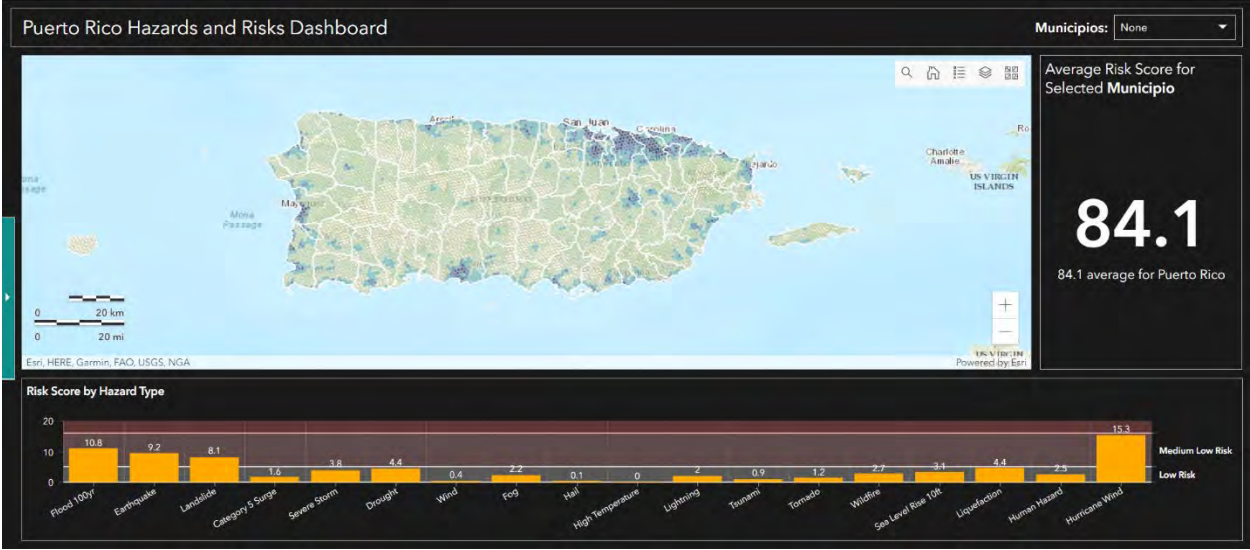 Puerto Rico Hazards and Risks Dashboard
Municipios: None
San Juan
Carolina
Charlotte
Amalie
US VIRGIN
ISLANDS
Mona
Passage
0 20 km
0 20 mi
Esri, HERE, Garmin, FAO, USGS, NGA
US VIRGIN
Powered by Esri
Average Risk Score for
Selected Municipio
84.1
84.1 average for Puerto Rico
Risk Score by Hazard Type
20
10
0
10.8
9.2
8.1
1.6
3.8
4.4
0.4
2.2
0.1
0
2
0.9
1.2
2.7
3.1
4.4
2.5
15.3
Medium Low Risk
Low Risk
Flood 100yr
Earthquake
Landslide
Category 5 Surge
Severe Storm
Drought
Wind
Fog
Hail
High Temperature
Lightning
Tsunami
Tornado
Wildfire
Sea Level Rise 10ft
Liquefaction
Human Hazard
Hurricane Wind